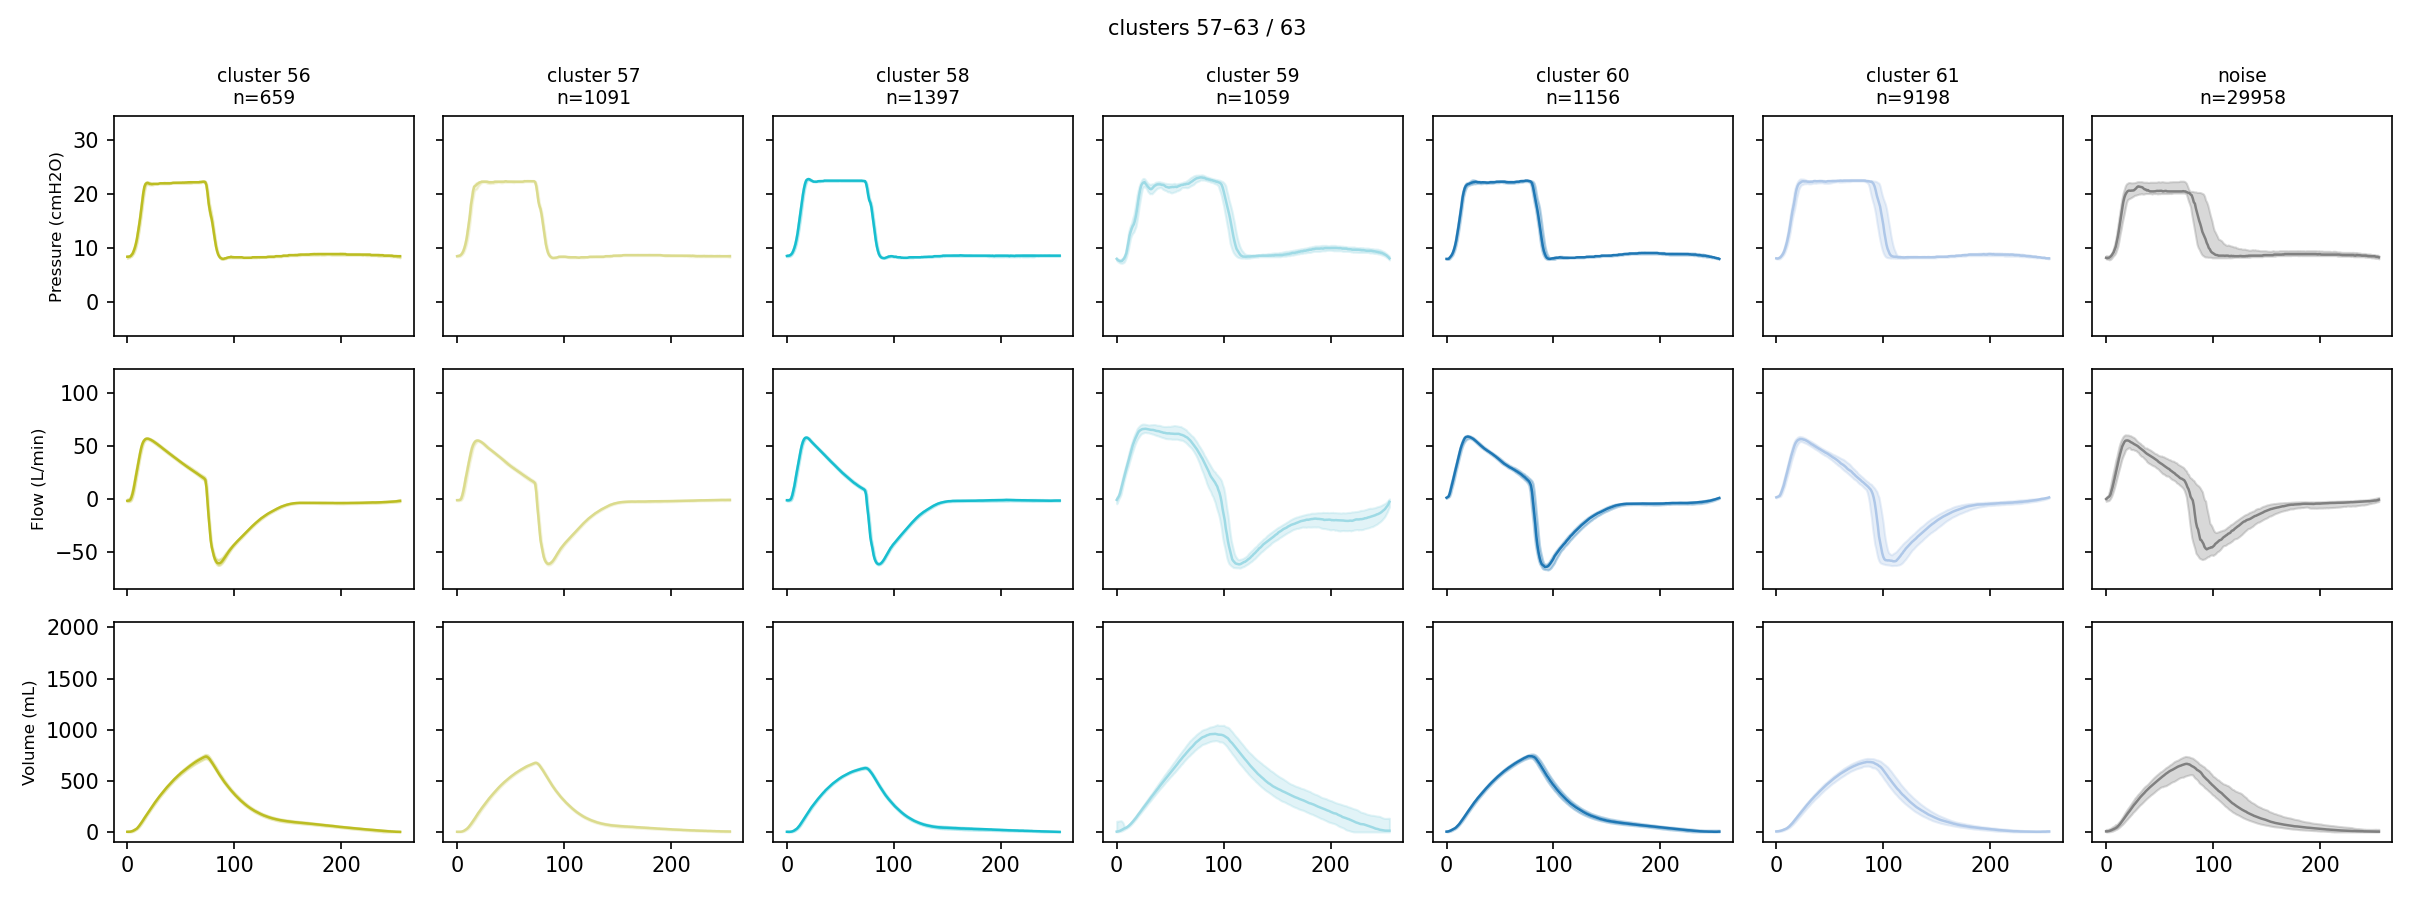 clusters 57–63 / 63
cluster 56
n=659
cluster 57
n=1091
cluster 58
n=1397
cluster 59
n=1059
cluster 60
n=1156
cluster 61
n=9198
noise
n=29958
Pressure (cmH2O)
30
20
10
0
Flow (L/min)
100
50
0
−50
Volume (mL)
2000
1500
1000
500
0
0 100 200
0 100 200
0 100 200
0 100 200
0 100 200
0 100 200
0 100 200